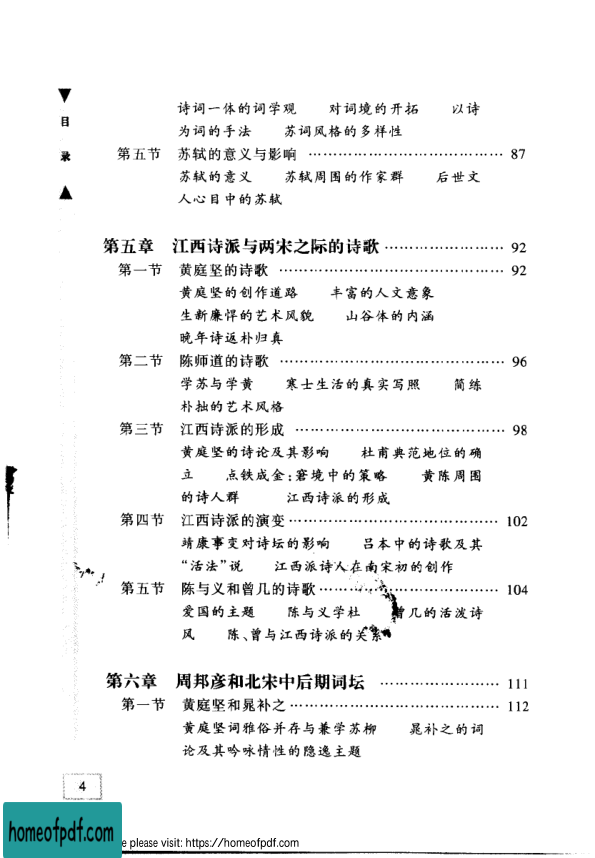 ▼
目
录
▲
诗词一体的词学观 对词境的开拓 以诗
为词的手法 苏词风格的多样性
第五节 苏轼的意义与影响 …………………………… 87
苏轼的意义 苏轼周围的作家群 后世文
人心目中的苏轼
第五章 江西诗派与两宋之际的诗歌 …………………… 92
第一节 黄庭坚的诗歌 …………………………………… 92
黄庭坚的创作道路 丰富的人文意象
生新廉悍的艺术风貌 山谷体的内涵
晚年诗返朴归真
第二节 陈师道的诗歌 …………………………………… 96
学苏与学黄 寒士生活的真实写照 简练
朴拙的艺术风格
第三节 江西诗派的形成 ………………………………… 98
黄庭坚的诗论及其影响 杜甫典范地位的确
立 点铁成金:窘境中的策略 黄陈周围
的诗人群 江西诗派的形成
第四节 江西诗派的演变 ………………………………… 102
靖康事变对诗坛的影响 吕本中的诗歌及其
“活法”说 江西派诗人在南宋初的创作
第五节 陈与义和曾几的诗歌 …………………………… 104
爱国的主题 陈与义学杜 曾几的活泼诗
风 陈、曾与江西诗派的关系
第六章 周邦彦和北宋中后期词坛 …………………… 111
第一节 黄庭坚和晁补之 ………………………………… 112
黄庭坚词雅俗并存与兼学苏柳 晁补之的词
论及其吟咏情性的隐逸主题
4
homeofpdf.com
e please visit: https://homeofpdf.com